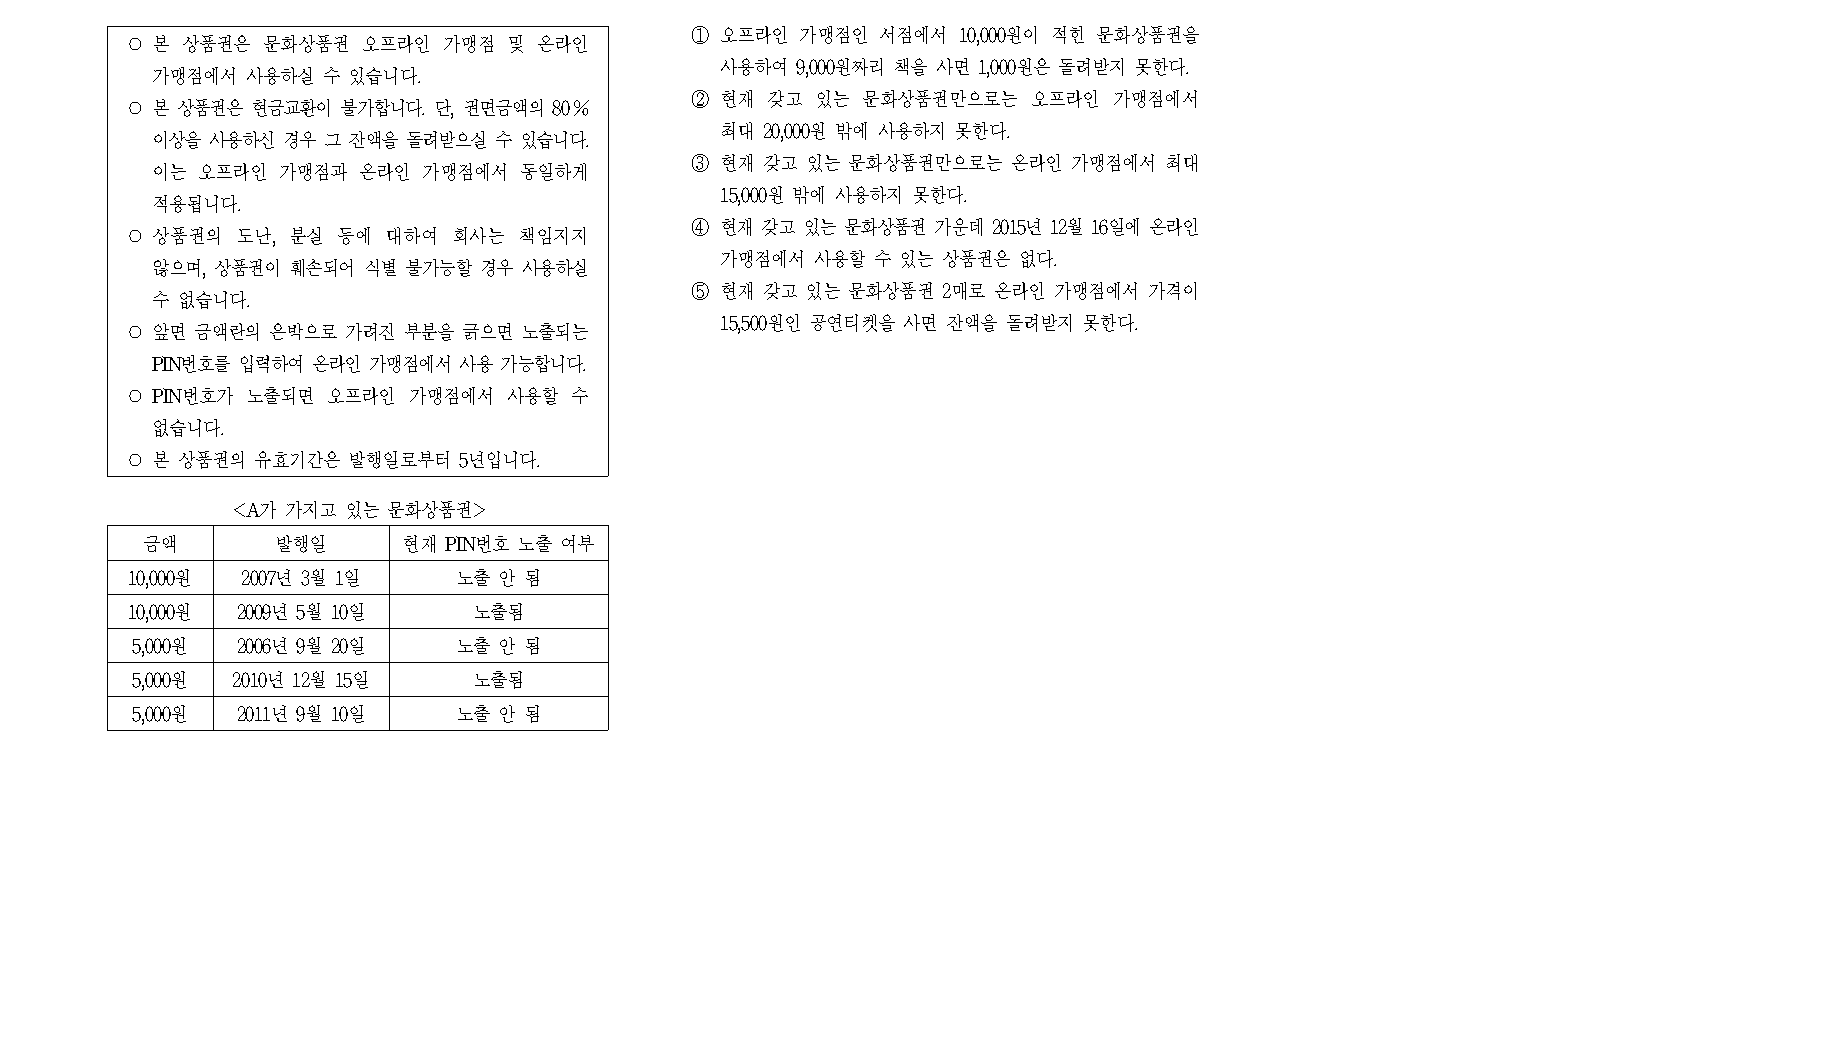 ○ 본 상품권은 문화상품권 오프라인 가맹점 및 온라인
가맹점에서 사용하실 수 있습니다.
○ 본 상품권은 현금교환이 불가합니다. 단, 권면금액의 80%
이상을 사용하신 경우 그 잔액을 돌려받으실 수 있습니다.
이는 오프라인 가맹점과 온라인 가맹점에서 동일하게
적용됩니다.
○ 상품권의 도난, 분실 등에 대하여 회사는 책임지지
않으며, 상품권이 훼손되어 식별 불가능할 경우 사용하실
수 없습니다.
○ 앞면 금액란의 은박으로 가려진 부분을 긁으면 노출되는
PIN번호를 입력하여 온라인 가맹점에서 사용 가능합니다.
○ PIN번호가 노출되면 오프라인 가맹점에서 사용할 수
없습니다.
○ 본 상품권의 유효기간은 발행일로부터 5년입니다.
<A가 가지고 있는 문화상품권>
금액 발행일 현재 PIN번호 노출 여부
10,000원 2007년 3월 1일 노출 안 됨
10,000원 2009년 5월 10일 노출됨
5,000원 2006년 9월 20일 노출 안 됨
5,000원 2010년 12월 15일 노출됨
5,000원 2011년 9월 10일 노출 안 됨
① 오프라인 가맹점인 서점에서 10,000원이 적힌 문화상품권을
사용하여 9,000원짜리 책을 사면 1,000원은 돌려받지 못한다.
② 현재 갖고 있는 문화상품권만으로는 오프라인 가맹점에서
최대 20,000원 밖에 사용하지 못한다.
③ 현재 갖고 있는 문화상품권만으로는 온라인 가맹점에서 최대
15,000원 밖에 사용하지 못한다.
④ 현재 갖고 있는 문화상품권 가운데 2015년 12월 16일에 온라인
가맹점에서 사용할 수 있는 상품권은 없다.
⑤ 현재 갖고 있는 문화상품권 2매로 온라인 가맹점에서 가격이
15,500원인 공연티켓을 사면 잔액을 돌려받지 못한다.